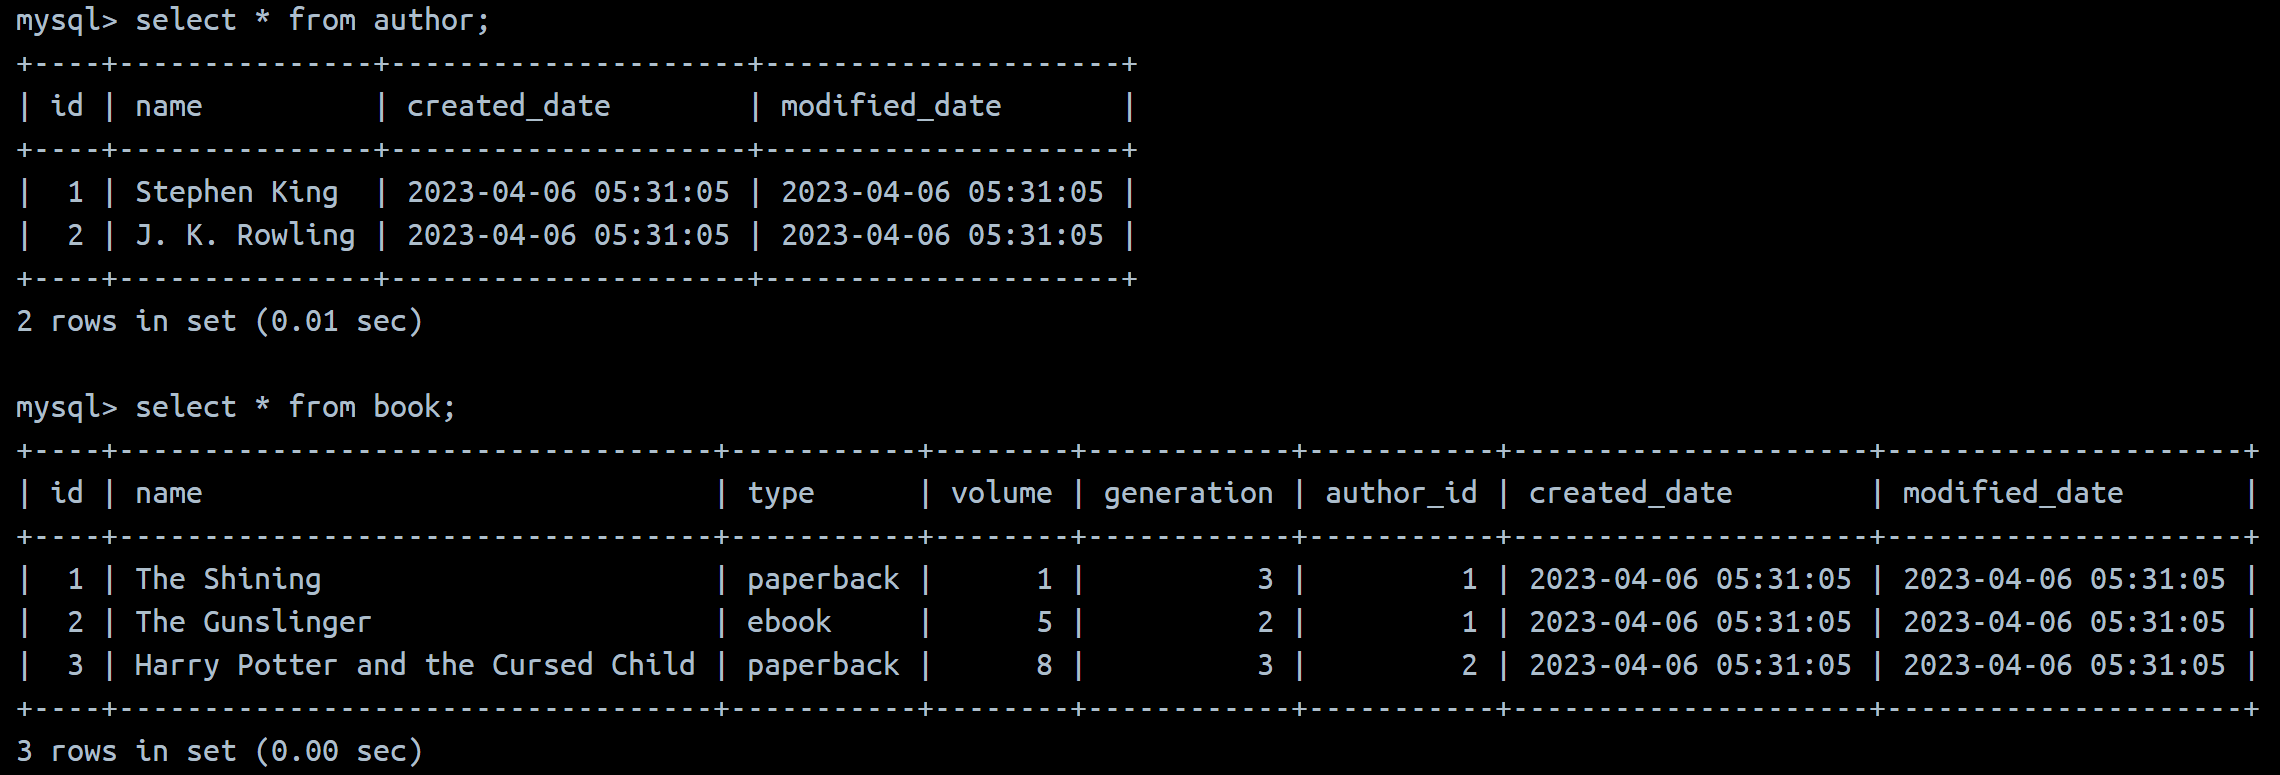 mysql> select * from author;
+----+---------------+---------------------+---------------------+
| id | name          | created_date        | modified_date       |
+----+---------------+---------------------+---------------------+
|  1 | Stephen King  | 2023-04-06 05:31:05 | 2023-04-06 05:31:05 |
|  2 | J. K. Rowling | 2023-04-06 05:31:05 | 2023-04-06 05:31:05 |
+----+---------------+---------------------+---------------------+
2 rows in set (0.01 sec)

mysql> select * from book;
+----+-----------------------------------+-----------+--------+------------+-----------+---------------------+---------------------+
| id | name                              | type      | volume | generation | author_id | created_date        | modified_date       |
+----+-----------------------------------+-----------+--------+------------+-----------+---------------------+---------------------+
|  1 | The Shining                       | paperback |      1 |          3 |         1 | 2023-04-06 05:31:05 | 2023-04-06 05:31:05 |
|  2 | The Gunslinger                    | ebook     |      5 |          2 |         1 | 2023-04-06 05:31:05 | 2023-04-06 05:31:05 |
|  3 | Harry Potter and the Cursed Child | paperback |      8 |          3 |         2 | 2023-04-06 05:31:05 | 2023-04-06 05:31:05 |
+----+-----------------------------------+-----------+--------+------------+-----------+---------------------+---------------------+
3 rows in set (0.00 sec)